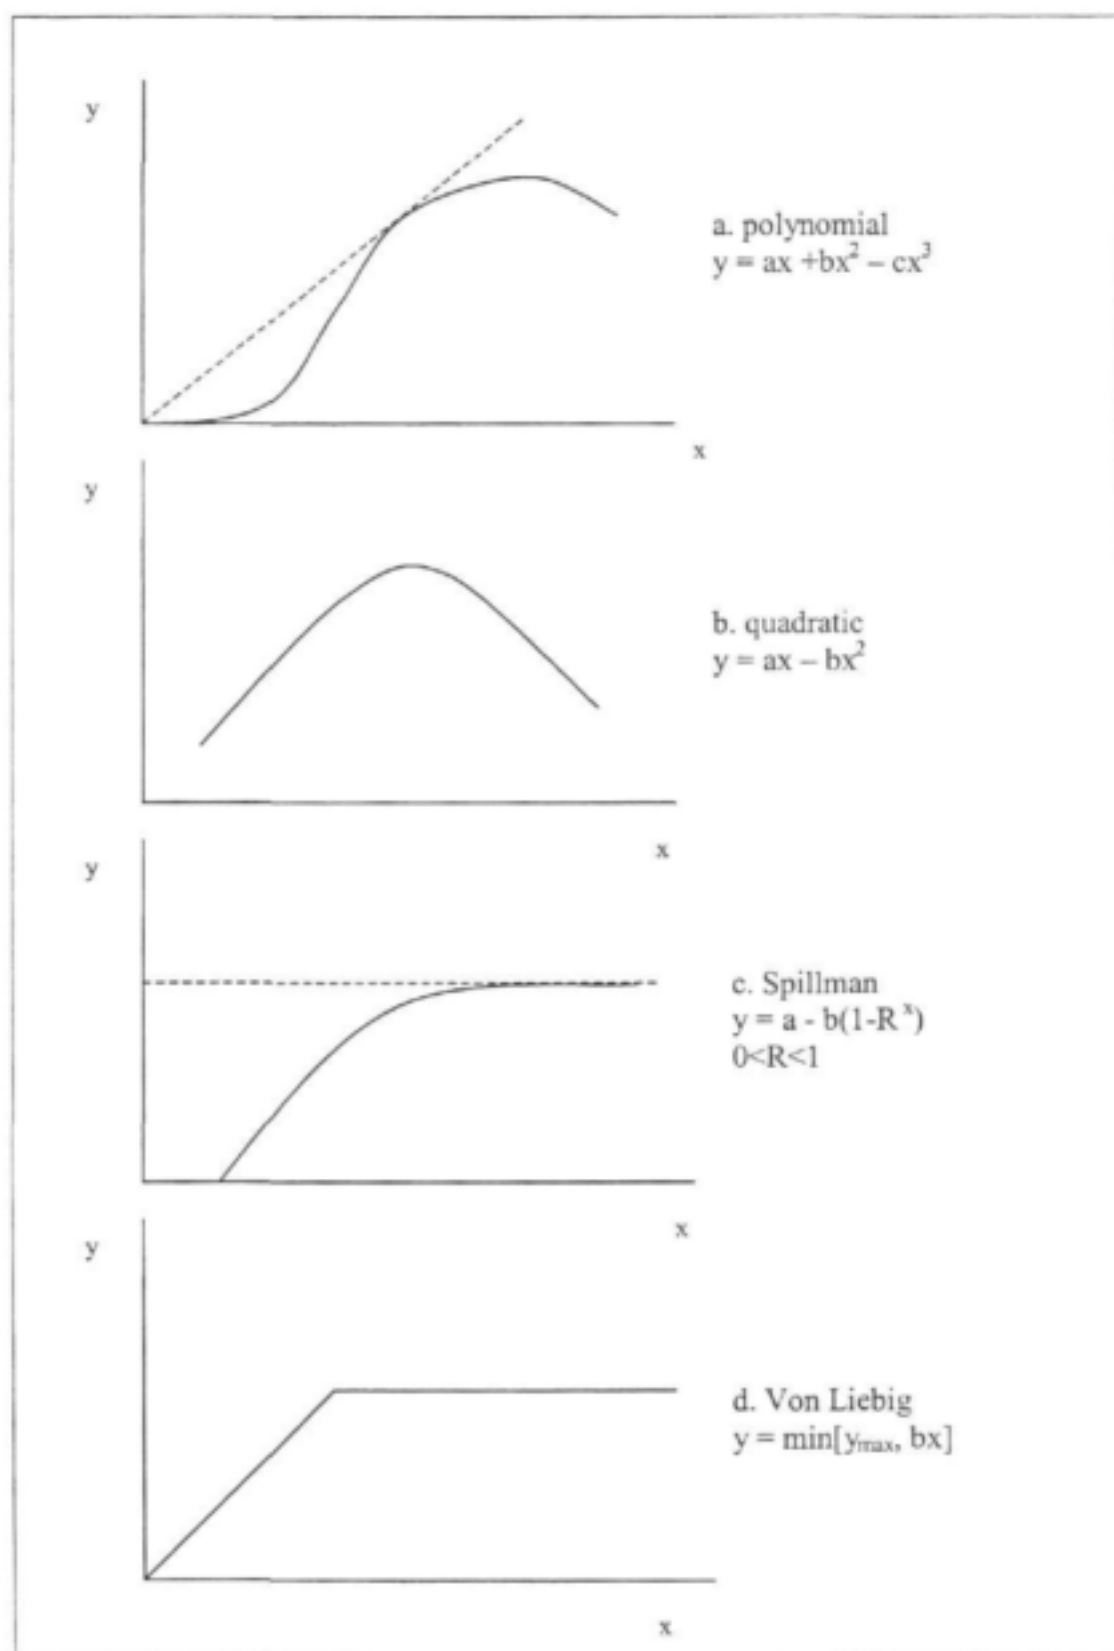 y
a. polynomial
y = ax +bx² – cx³
x
y
b. quadratic
y = ax – bx²
x
y
c. Spillman
y = a - b(1-Rˣ)
0<R<1
x
y
d. Von Liebig
y = min[yₘₐₓ, bx]
x